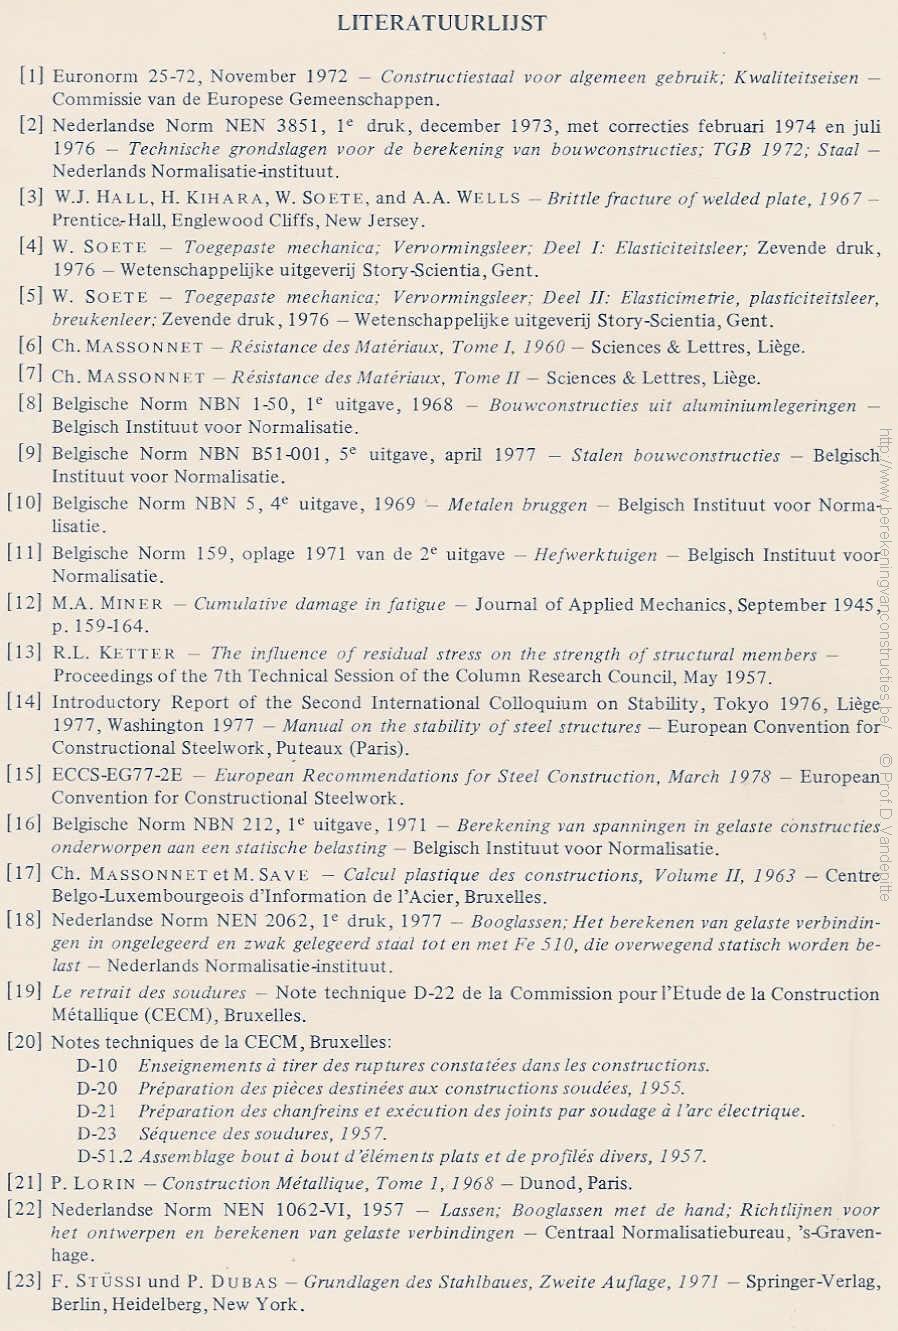 LITERATUURLIJST
[1] Euronorm 25-72, November 1972 — Constructiestaal voor algemeen gebruik; Kwaliteitseisen —
Commissie van de Europese Gemeenschappen.
[2] Nederlandse Norm NEN 3851, 1e druk, december 1973, met correcties februari 1974 en juli
1976 — Technische grondslagen voor de berekening van bouwconstructies; TGB 1972; Staal —
Nederlands Normalisatie-instituut.
[3] W.J. HALL, H. KIHARA, W. SOETE, and A.A. WELLS — Brittle fracture of welded plate, 1967 —
Prentice-Hall, Englewood Cliffs, New Jersey.
[4] W. SOETE — Toegepaste mechanica; Vervormingsleer; Deel I: Elasticiteitsleer; Zevende druk,
1976 — Wetenschappelijke uitgeverij Story-Scientia, Gent.
[5] W. SOETE — Toegepaste mechanica; Vervormingsleer; Deel II: Elasticimetrie, plasticiteitsleer,
breukenleer; Zevende druk, 1976 — Wetenschappelijke uitgeverij Story-Scientia, Gent.
[6] Ch. MASSONNET — Résistance des Matériaux, Tome I, 1960 — Sciences & Lettres, Liège.
[7] Ch. MASSONNET — Résistance des Matériaux, Tome II — Sciences & Lettres, Liège.
[8] Belgische Norm NBN 1-50, 1e uitgave, 1968 — Bouwconstructies uit aluminiumlegeringen —
Belgisch Instituut voor Normalisatie.
[9] Belgische Norm NBN B51-001, 5e uitgave, april 1977 — Stalen bouwconstructies — Belgisch
Instituut voor Normalisatie.
[10] Belgische Norm NBN 5, 4e uitgave, 1969 — Metalen bruggen — Belgisch Instituut voor Norma-
lisatie.
[11] Belgische Norm 159, oplage 1971 van de 2e uitgave — Hefwerktuigen — Belgisch Instituut voor
Normalisatie.
[12] M.A. MINER — Cumulative damage in fatigue — Journal of Applied Mechanics, September 1945,
p. 159-164.
[13] R.L. KETTER — The influence of residual stress on the strength of structural members —
Proceedings of the 7th Technical Session of the Column Research Council, May 1957.
[14] Introductory Report of the Second International Colloquium on Stability, Tokyo 1976, Liège
1977, Washington 1977 — Manual on the stability of steel structures — European Convention for
Constructional Steelwork, Puteaux (Paris).
[15] ECCS-EG77-2E — European Recommendations for Steel Construction, March 1978 — European
Convention for Constructional Steelwork.
[16] Belgische Norm NBN 212, 1e uitgave, 1971 — Berekening van spanningen in gelaste constructies
onderworpen aan een statische belasting — Belgisch Instituut voor Normalisatie.
[17] Ch. MASSONNET et M. SAVE — Calcul plastique des constructions, Volume II, 1963 — Centre
Belgo-Luxembourgeois d'Information de l'Acier, Bruxelles.
[18] Nederlandse Norm NEN 2062, 1e druk, 1977 — Booglassen; Het berekenen van gelaste verbindin-
gen in ongelegeerd en zwak gelegeerd staal tot en met Fe 510, die overwegend statisch worden be-
last — Nederlands Normalisatie-instituut.
[19] Le retrait des soudures — Note technique D-22 de la Commission pour l'Etude de la Construction
Métallique (CECM), Bruxelles.
[20] Notes techniques de la CECM, Bruxelles:
D-10 Enseignements à tirer des ruptures constatées dans les constructions.
D-20 Préparation des pièces destinées aux constructions soudées, 1955.
D-21 Préparation des chanfreins et exécution des joints par soudage à l'arc électrique.
D-23 Séquence des soudures, 1957.
D-51.2 Assemblage bout à bout d'éléments plats et de profilés divers, 1957.
[21] P. LORIN — Construction Métallique, Tome 1, 1968 — Dunod, Paris.
[22] Nederlandse Norm NEN 1062-VI, 1957 — Lassen; Booglassen met de hand; Richtlijnen voor
het ontwerpen en berekenen van gelaste verbindingen — Centraal Normalisatiebureau, 's-Graven-
hage.
[23] F. STÜSSI und P. DUBAS — Grundlagen des Stahlbaues, Zweite Auflage, 1971 — Springer-Verlag,
Berlin, Heidelberg, New York.
http://www.berekeningvanconstructies.be/ © Prof D. Vandepitte